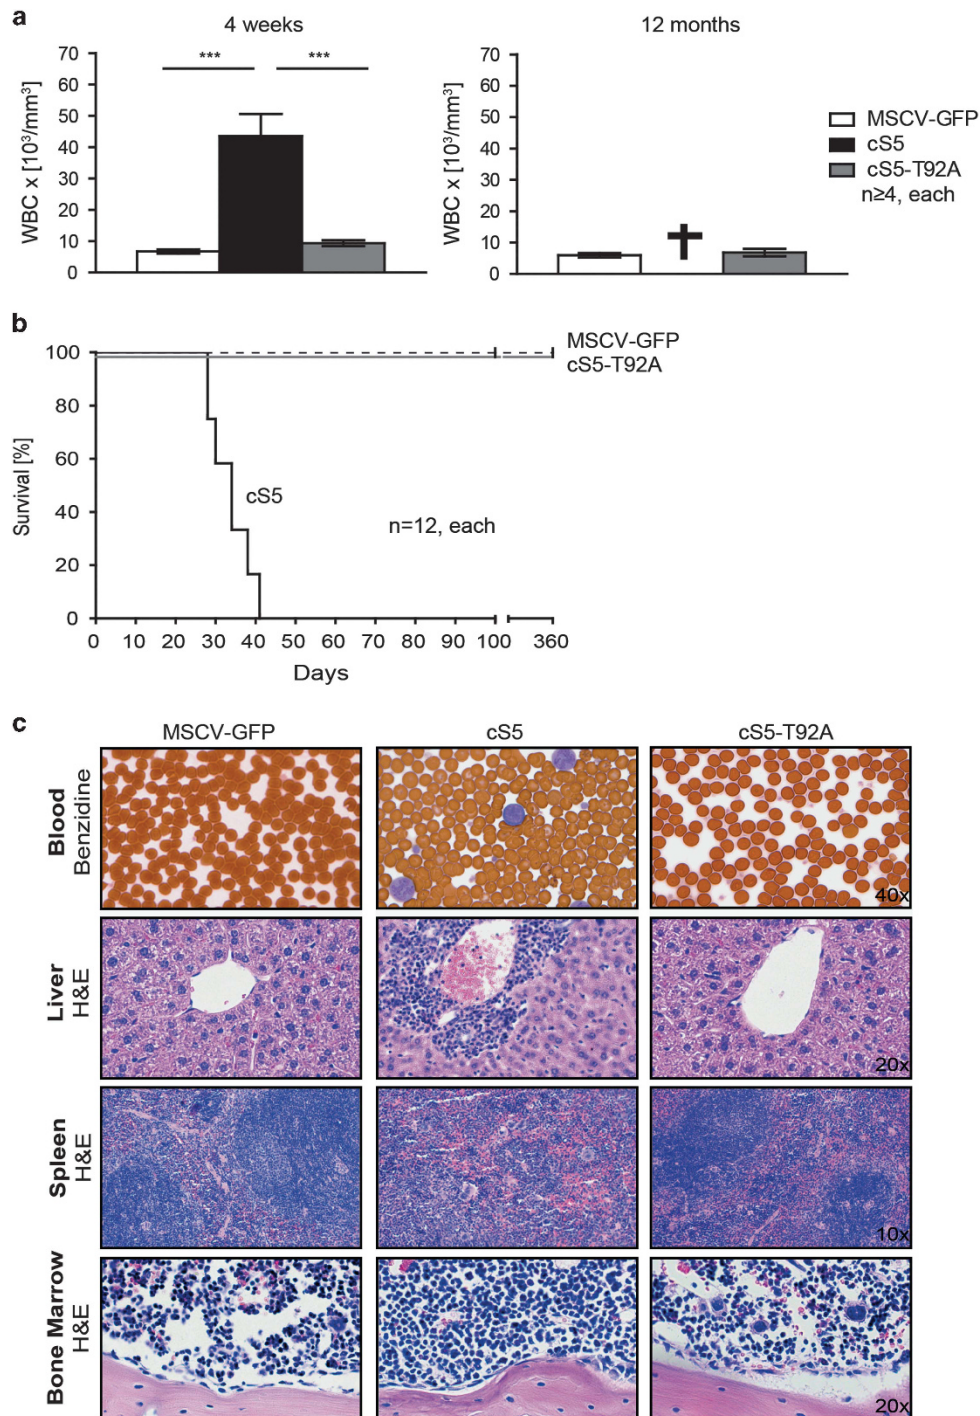 a
4 weeks
12 months
WBC x [10³/mm³]
70
60
50
40
30
20
10
0
*** ***
WBC x [10³/mm³]
70
60
50
40
30
20
10
0
MSCV-GFP
cS5
cS5-T92A
n≥4, each
b
Survival [%]
100
80
60
40
20
0
MSCV-GFP
cS5-T92A
cS5
n=12, each
0 10 20 30 40 50 60 70 80 90 100 360
Days
c
MSCV-GFP cS5 cS5-T92A
Blood
Benzidine
40x
Liver
H&E
20x
Spleen
H&E
10x
Bone Marrow
H&E
20x